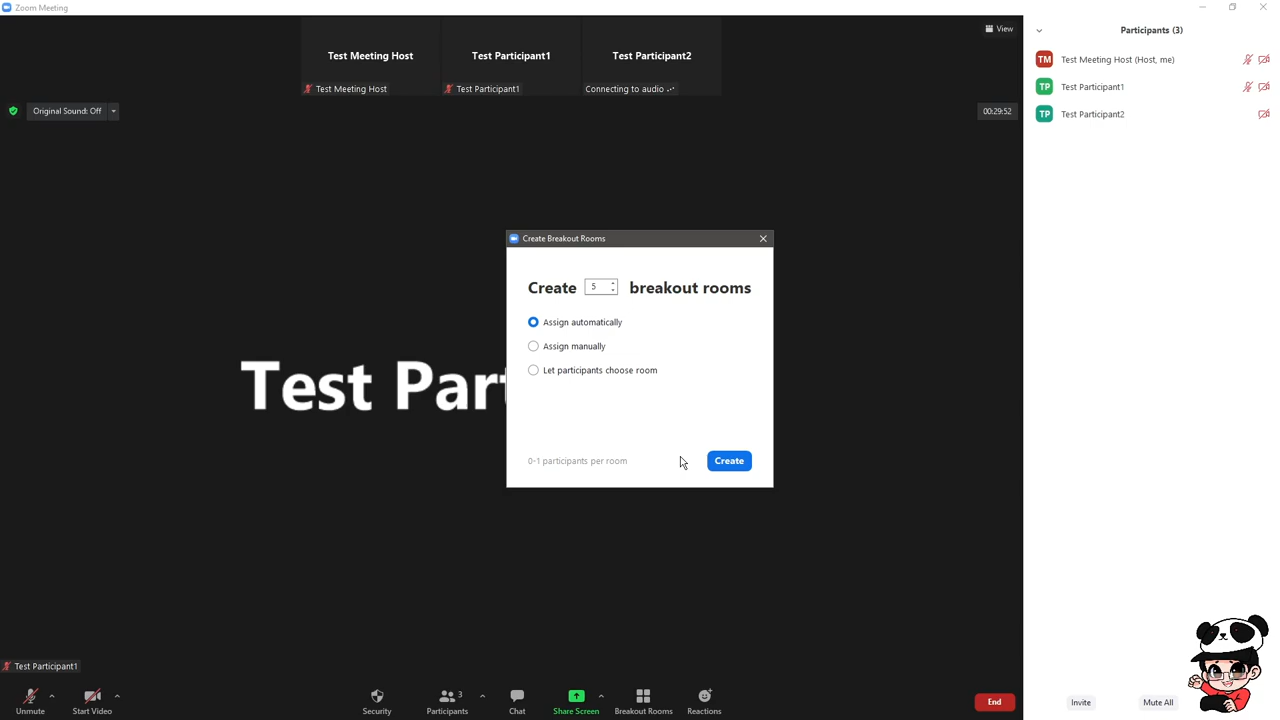 Zoom Meeting
Test Meeting Host
Test Participant1
Test Participant2
View
Test Meeting Host
Test Participant1
Connecting to audio
Original Sound: Off
00:29:52
Participants (3)
TM Test Meeting Host (Host, me)
TP Test Participant1
TP Test Participant2
Test Part
Create Breakout Rooms
Create 5 breakout rooms
Assign automatically
Assign manually
Let participants choose room
0-1 participants per room
Create
Test Participant1
Unmute
Start Video
Security
3
Participants
Chat
Share Screen
Breakout Rooms
Reactions
End
Invite
Mute All